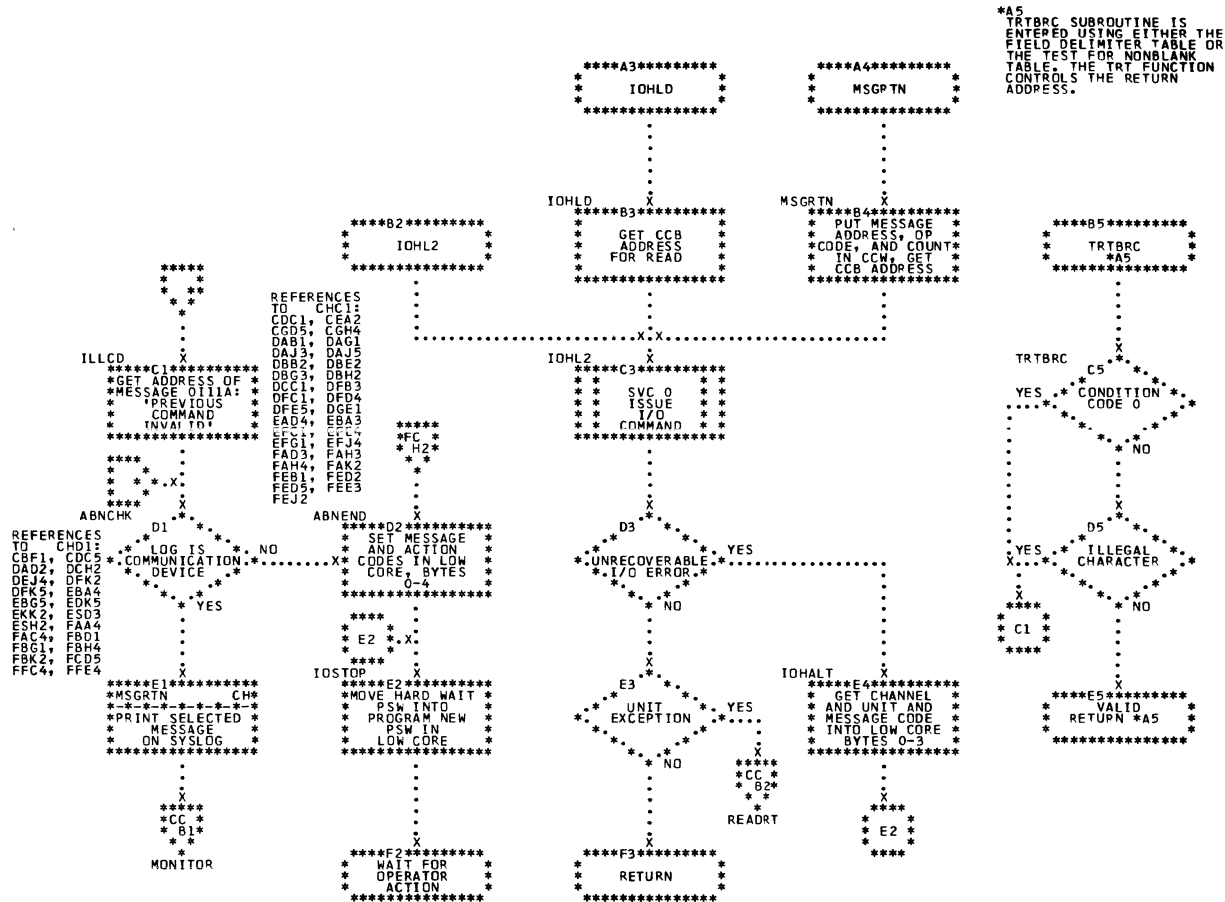 *A5
TRTBRC SUBROUTINE IS
ENTERED USING EITHER THE
FIELD DELIMITER TABLE OR
THE TEST FOR NONBLANK
TABLE. THE TRT FUNCTION
CONTROLS THE RETURN
ADDRESS.
A3
IOHLD
A4
MSGRTN
IOHLD
B3
GET CCB
ADDRESS
FOR READ
MSGRTN
B4
PUT MESSAGE
ADDRESS, OP
CODE, AND COUNT
IN CCW, GET
CCB ADDRESS
B2
IOHL2
B5
TRTBRC
*A5
REFERENCES
TO CHC1:
CDC1, CEA2
CGD5, CGH4
DAB1, DAG1
DAJ3, DAJ5
DBB2, DBE2
DBG3, DBH2
DCC1, DFB3
DFC1, DFD4
DFE5, DGE1
EAD4, EBA3
EFG1, EFJ4
FAD3, FAH3
FAH4, FAK2
FEB1, FED2
FED5, FEE3
FEJ2
ILLCD
C1
GET ADDRESS OF
MESSAGE 0I11A:
'PREVIOUS
COMMAND
INVALID'
IOHL2
C3
SVC 0
ISSUE
I/O
COMMAND
TRTBRC
C5
CONDITION
CODE 0
YES
NO
FC
H2
ABNCHK
D1
LOG IS
COMMUNICATION
DEVICE
NO
YES
REFERENCES
TO CHD1:
CBF1, CDC5
DAD2, DCH2
DEJ4, DFK2
DFK5, EBA4
EBG5, EDK5
EKK2, ESD3
ESH2, FAA4
FAC4, FBD1
FBG1, FBH4
FBK2, FCD5
FFC4, FFE4
ABNEND
D2
SET MESSAGE
AND ACTION
CODES IN LOW
CORE, BYTES
0-4
D3
UNRECOVERABLE
I/O ERROR
YES
NO
D5
ILLEGAL
CHARACTER
YES
NO
C1
E2
E1
MSGRTN CH
PRINT SELECTED
MESSAGE
ON SYSLOG
IOSTOP
E2
MOVE HARD WAIT
PSW INTO
PROGRAM NEW
PSW IN
LOW CORE
E3
UNIT
EXCEPTION
YES
NO
IOHALT
E4
GET CHANNEL
AND UNIT AND
MESSAGE CODE
INTO LOW CORE
BYTES 0-3
E5
VALID
RETURN *A5
CC
B1
MONITOR
CC
B2
READRT
E2
F2
WAIT FOR
OPERATOR
ACTION
F3
RETURN